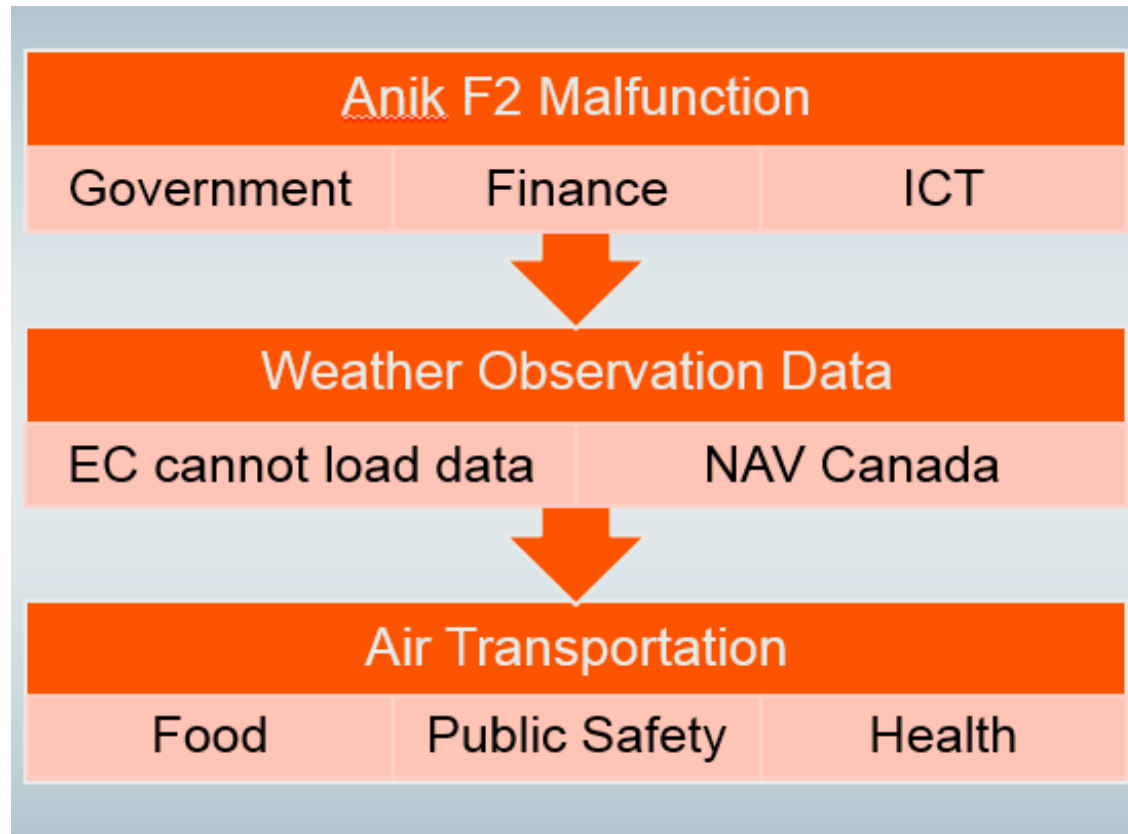 Anik F2 Malfunction
Government Finance ICT
Weather Observation Data
EC cannot load data NAV Canada
Air Transportation
Food Public Safety Health